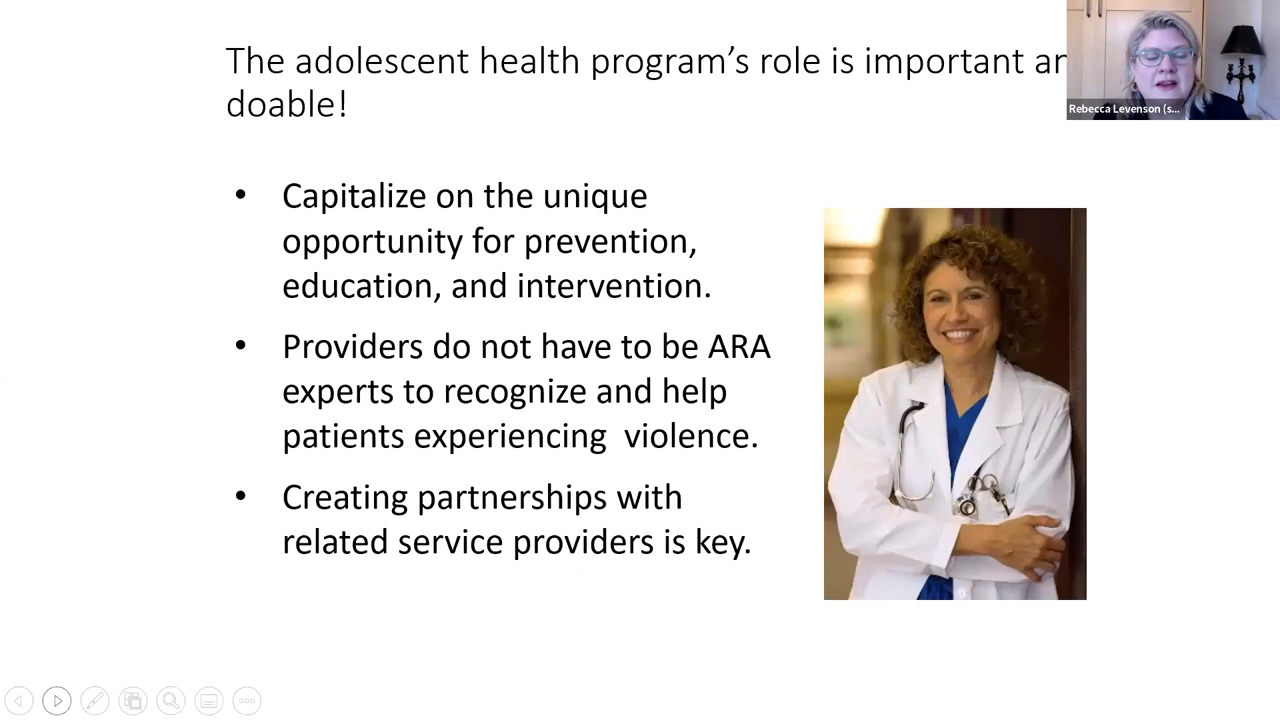 The adolescent health program’s role is important an
doable!
Rebecca Levenson (s...
• Capitalize on the unique
opportunity for prevention,
education, and intervention.
• Providers do not have to be ARA
experts to recognize and help
patients experiencing  violence.
• Creating partnerships with
related service providers is key.